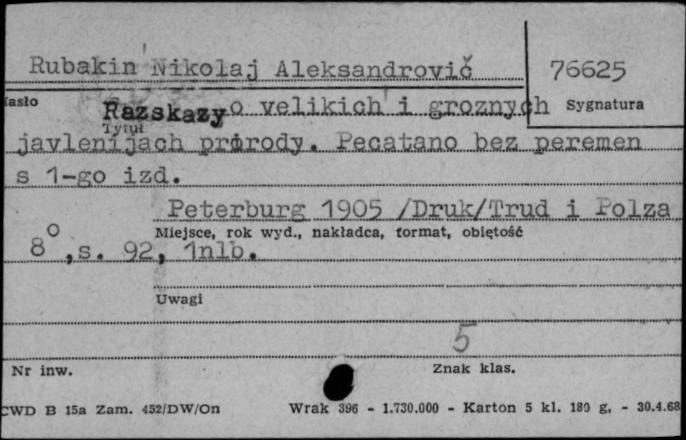 Rubakin Nikolaj Aleksandrovič
76625
Hasło
Razskazy o velikich i groznych
Sygnatura
Tytuł
javlenijach prirody. Pecatano bez peremen
s 1-go izd.
Peterburg 1905 /Druk/Trud i Polza
Miejsce, rok wyd., nakładca, format, objętość
8°, s. 92, 1nlb.
Uwagi
5
Nr inw.
Znak klas.
CWD B 15a Zam. 452/DW/On Wrak 396 - 1.730.000 - Karton 5 kl. 180 g, - 30.4.68